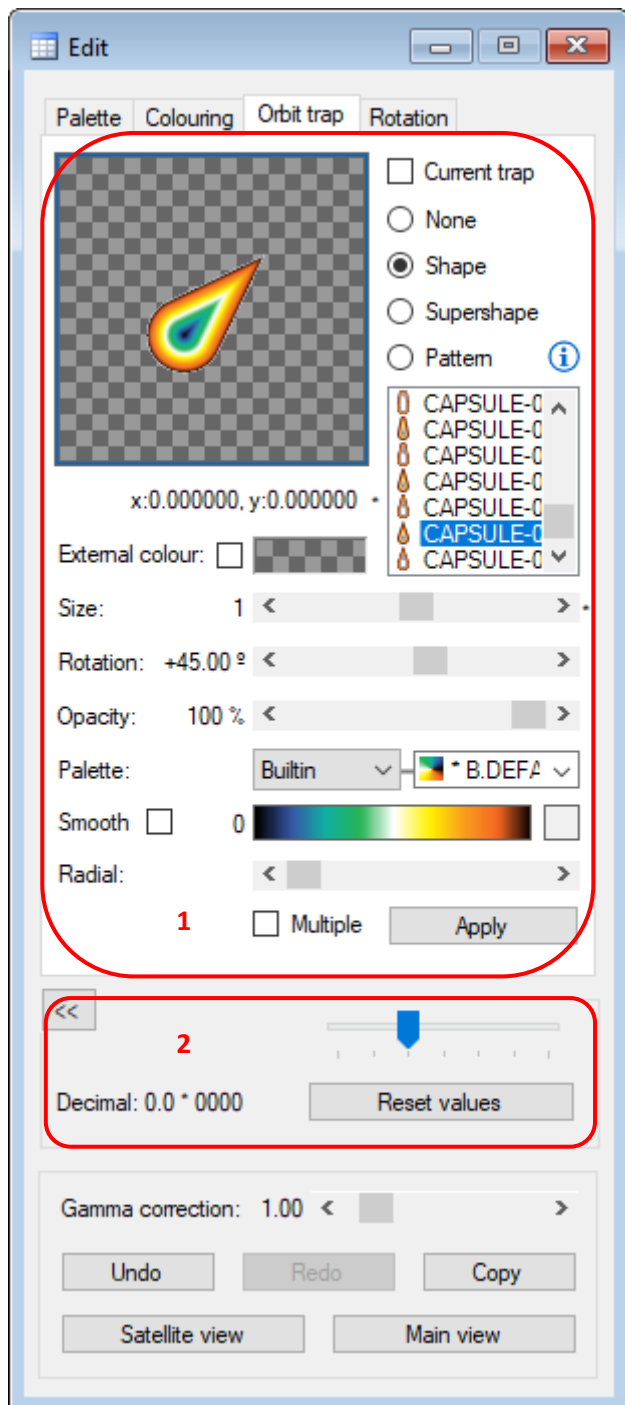 Edit
Palette Colouring Orbit trap Rotation
Current trap
None
Shape
Supershape
Pattern
CAPSULE-0
CAPSULE-0
CAPSULE-0
CAPSULE-0
CAPSULE-0
CAPSULE-0
CAPSULE-0
x:0.000000, y:0.000000 *
External colour:
Size: 1 < > *
Rotation: +45.00 º < >
Opacity: 100 % < >
Palette: Builtin * B.DEFA
Smooth 0
Radial: < >
1 Multiple Apply
<<
2
Decimal: 0.0 * 0000 Reset values
Gamma correction: 1.00 < >
Undo Redo Copy
Satellite view Main view